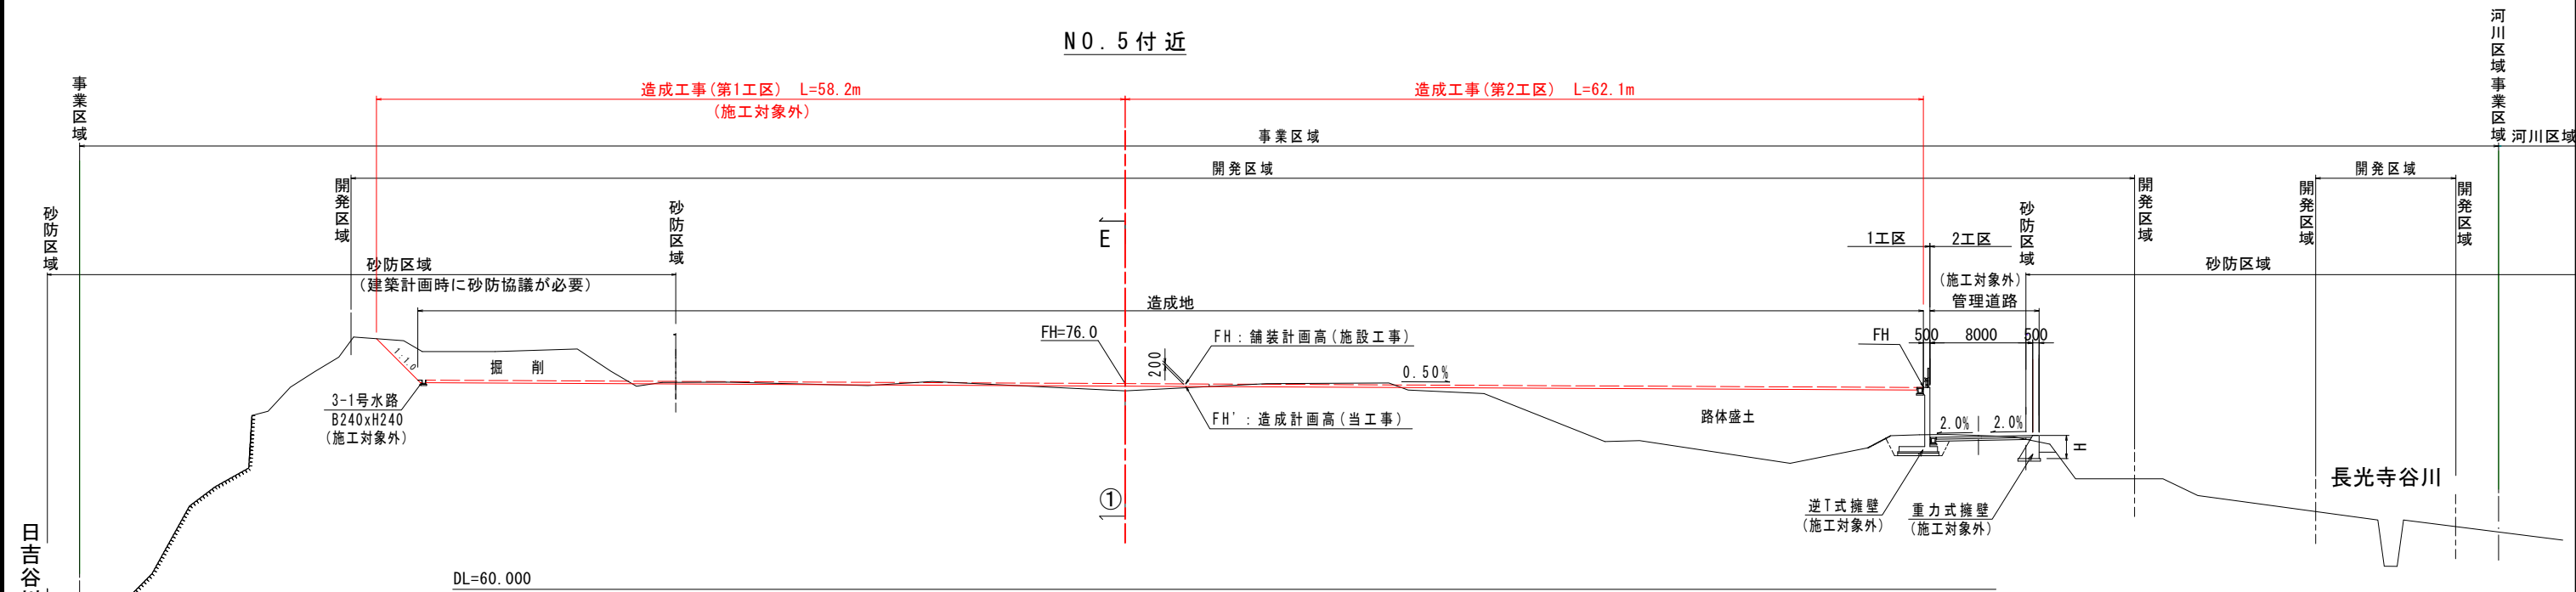 NO.5付近
造成工事(第1工区) L=58.2m
(施工対象外)
造成工事(第2工区) L=62.1m
河川区域
事業区域
事業区域
事業区域
河川区域
開発区域
開発区域
開発区域
開発区域
開発区域
開発区域
砂防区域
砂防区域
砂防区域
砂防区域
(建築計画時に砂防協議が必要)
砂防区域
E
1工区
2工区
(施工対象外)
管理道路
造成地
FH=76.0
FH：舗装計画高(施設工事)
200
FH
500
8000
500
1:1.0
掘削
0.50%
3-1号水路
B240xH240
(施工対象外)
FH'：造成計画高(当工事)
路体盛土
2.0%
2.0%
H
①
逆T式擁壁
(施工対象外)
重力式擁壁
(施工対象外)
長光寺谷川
日吉谷
DL=60.000